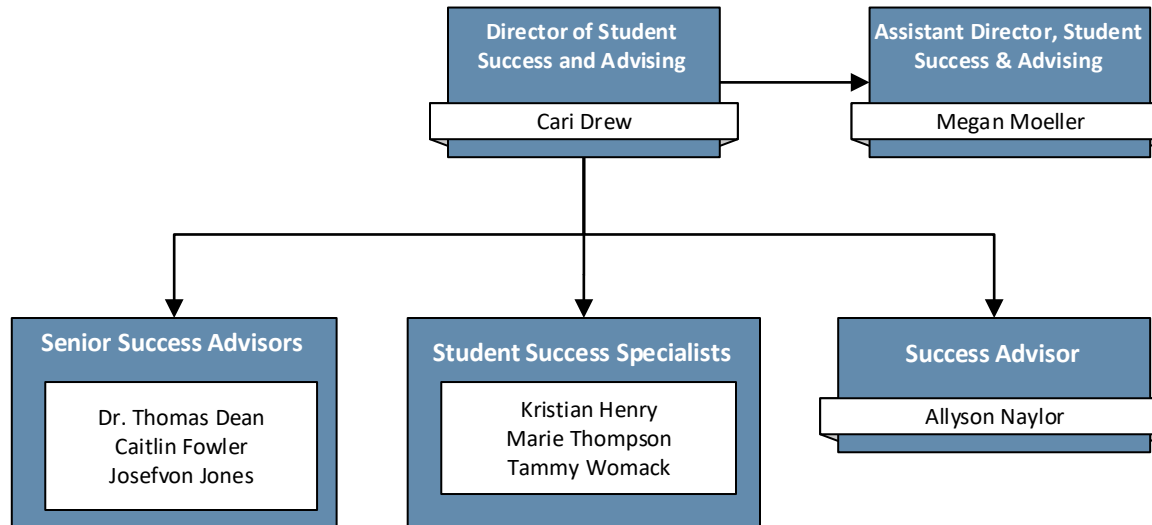 Director of Student
Success and Advising
Cari Drew
Assistant Director, Student
Success & Advising
Megan Moeller
Senior Success Advisors
Dr. Thomas Dean
Caitlin Fowler
Josefvon Jones
Student Success Specialists
Kristian Henry
Marie Thompson
Tammy Womack
Success Advisor
Allyson Naylor